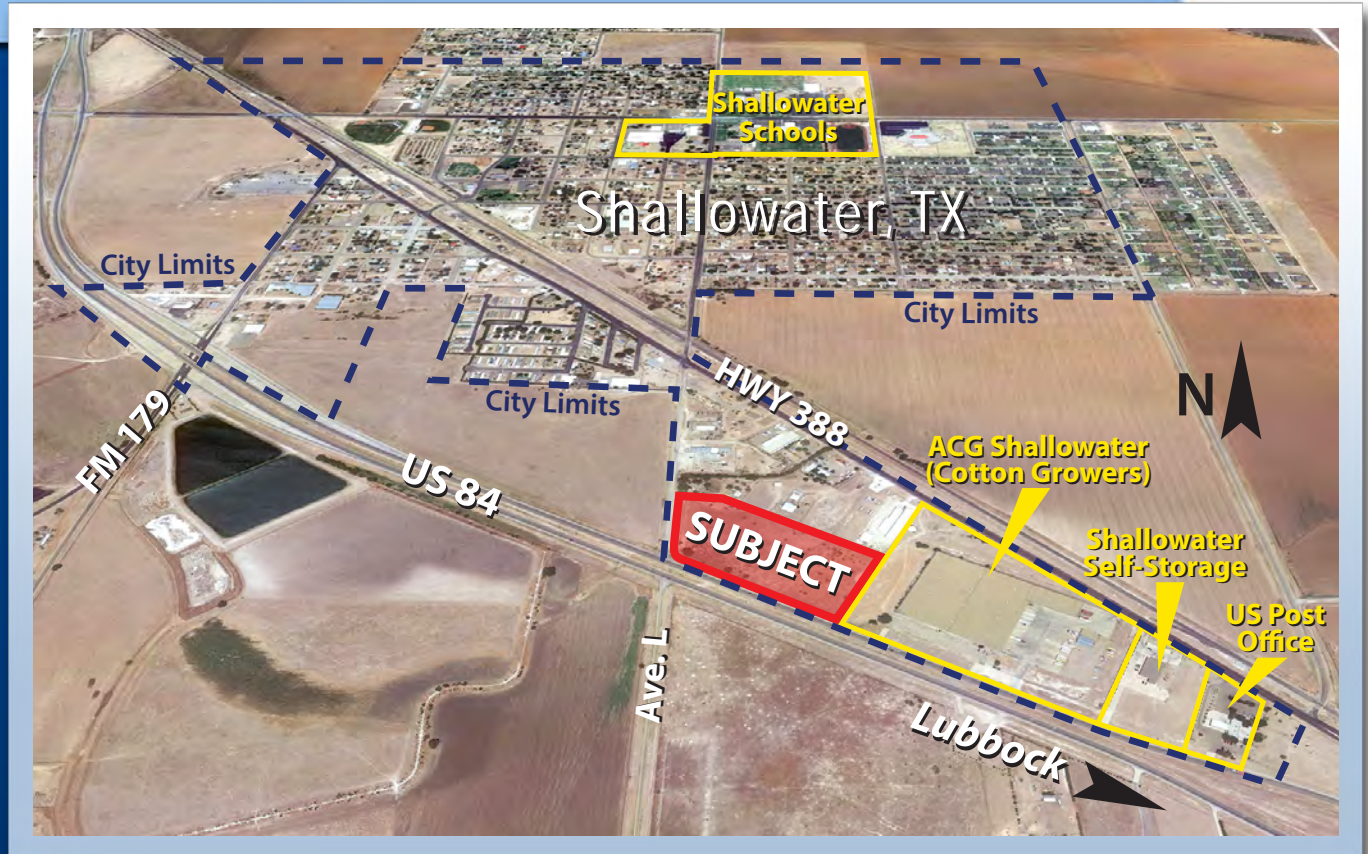 Shallowater
Schools
Shallowater, TX
City Limits
City Limits
City Limits
HWY 388
N
FM 179
US 84
ACG Shallowater
(Cotton Growers)
SUBJECT
Shallowater
Self-Storage
US Post
Office
Ave. L
Lubbock